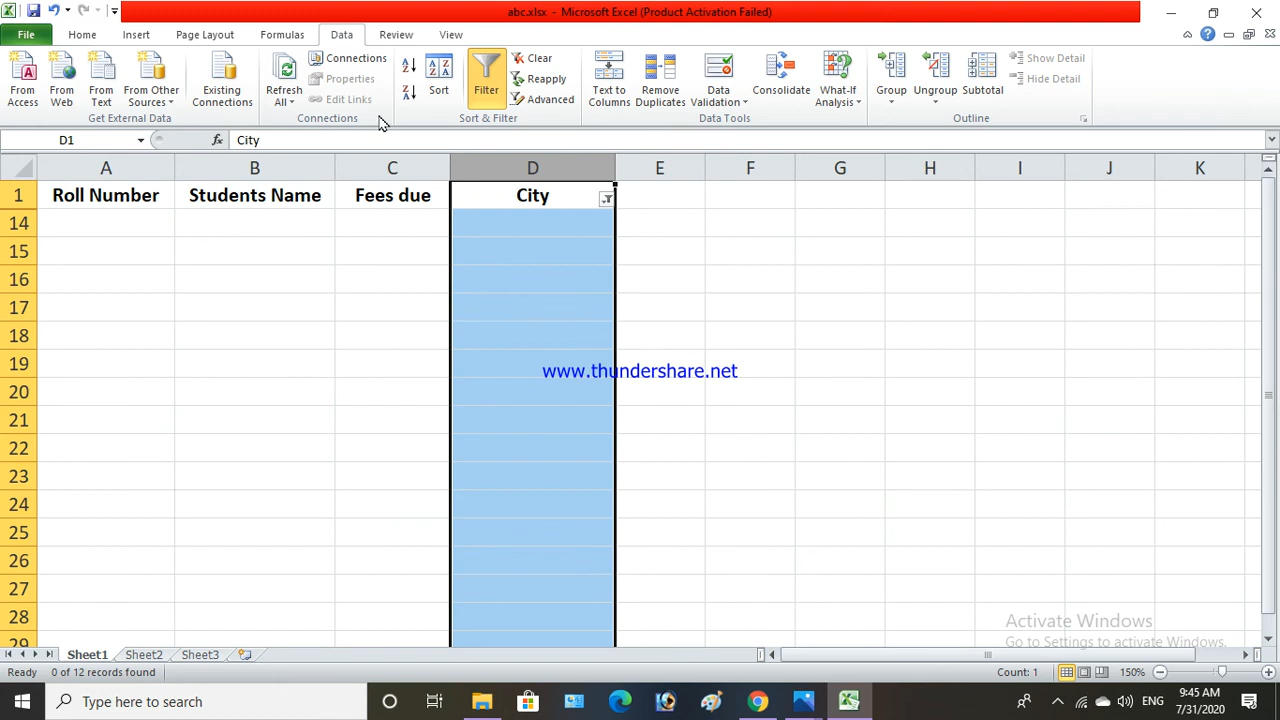 abc.xlsx - Microsoft Excel (Product Activation Failed)
File Home Insert Page Layout Formulas Data Review View
From Access
From Web
From Text
From Other Sources
Existing Connections
Get External Data
Refresh All
Connections
Properties
Edit Links
Connections
Sort
Filter
Clear
Reapply
Advanced
Sort & Filter
Text to Columns
Remove Duplicates
Data Validation
Consolidate
What-If Analysis
Data Tools
Group
Ungroup
Subtotal
Show Detail
Hide Detail
Outline
D1 fx City
A B C D E F G H I J K
1 Roll Number Students Name Fees due City
14
15
16
17
18
19
www.thundershare.net
20
21
22
23
24
25
26
27
28
29
Activate Windows
Go to Settings to activate Windows.
Sheet1 Sheet2 Sheet3
Ready 0 of 12 records found Count: 1 150%
Type here to search
ENG
9:45 AM
7/31/2020